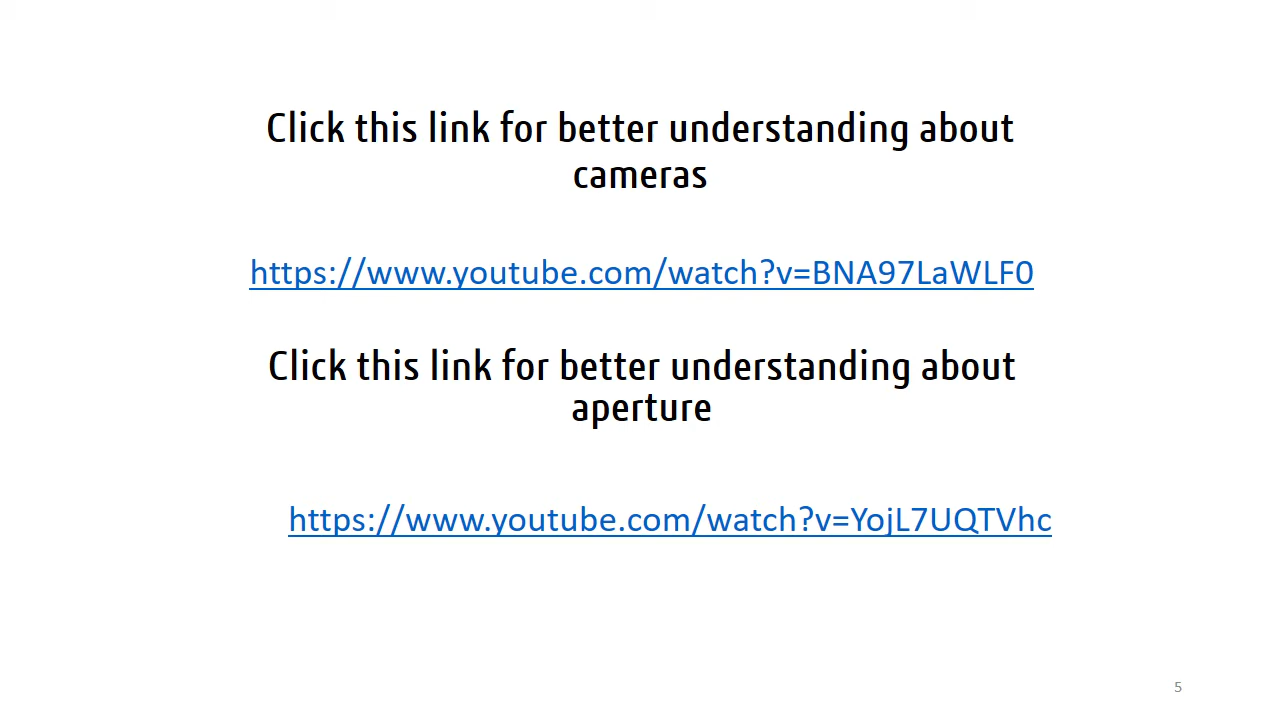 Click this link for better understanding about
cameras
https://www.youtube.com/watch?v=BNA97LaWLF0
Click this link for better understanding about
aperture
https://www.youtube.com/watch?v=YojL7UQTVhc
5